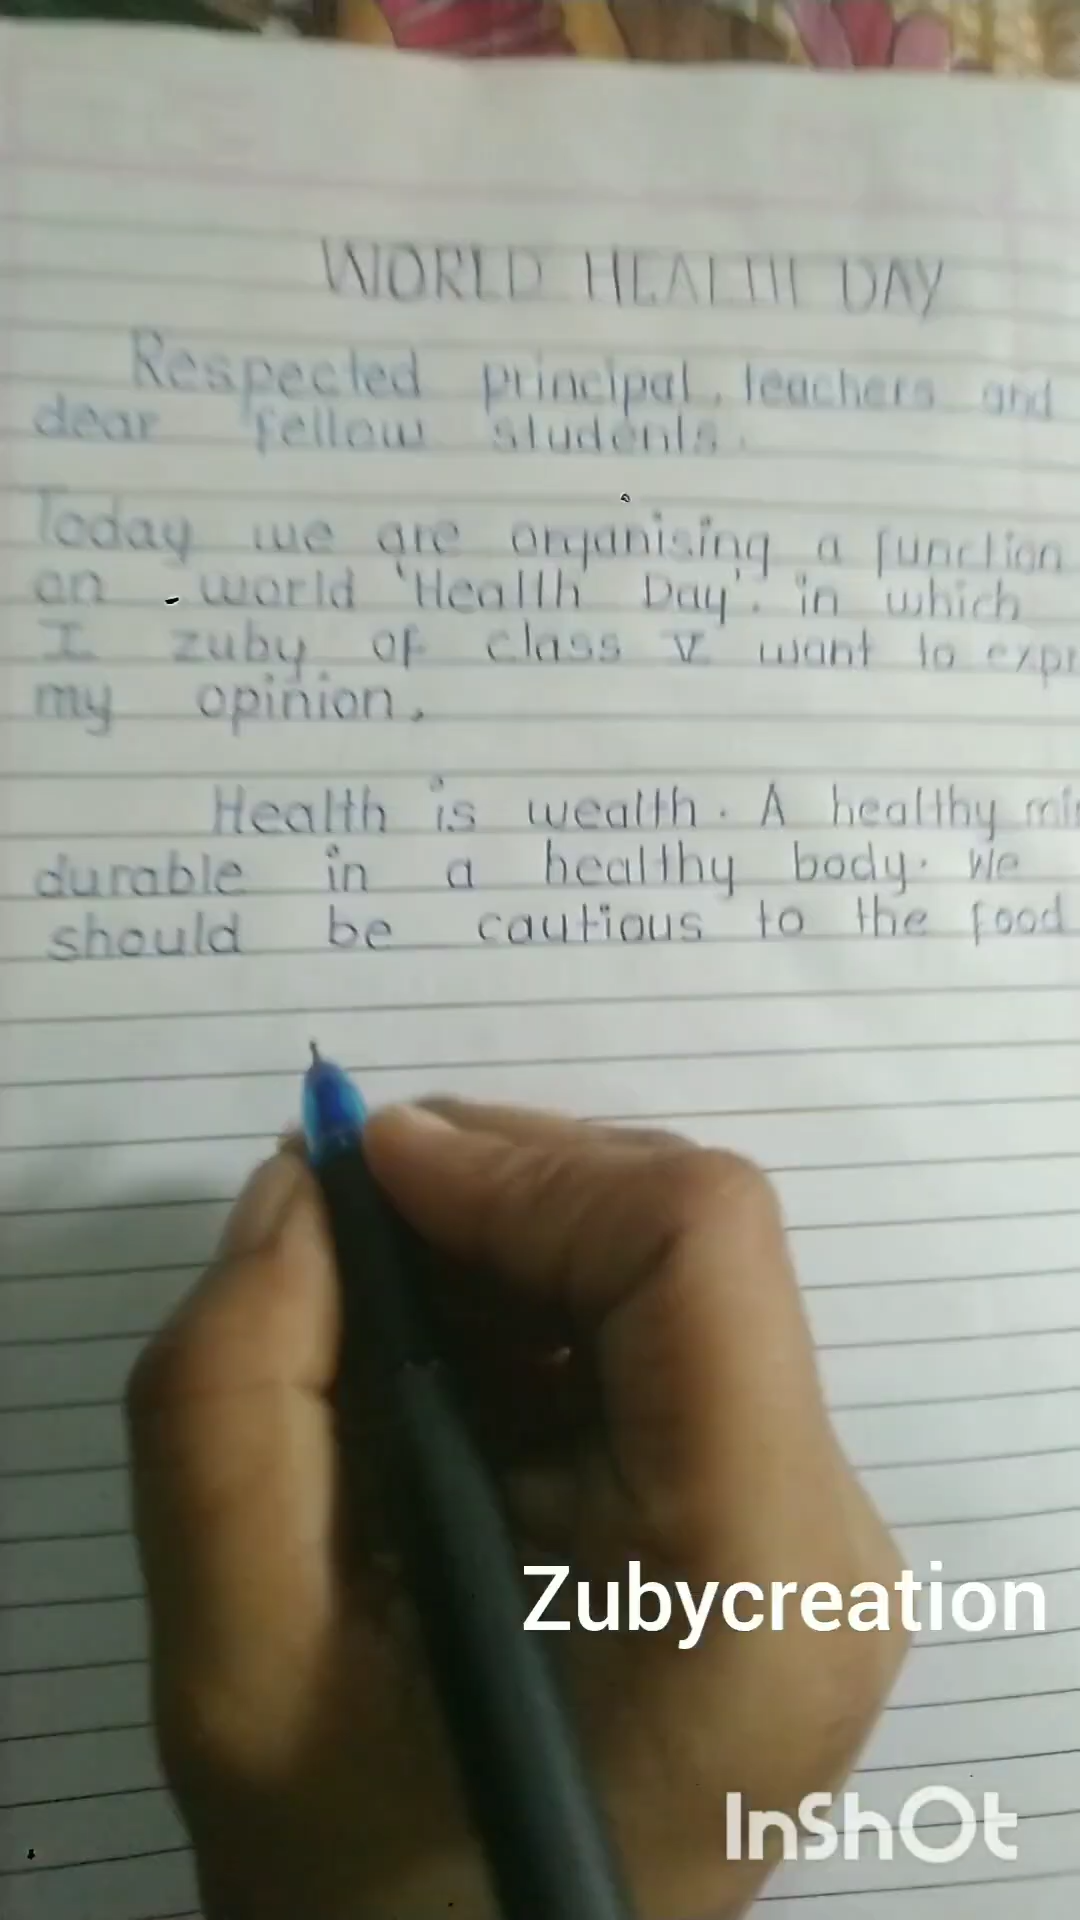 WORLD HEALTH DAY
Respected principal, teachers and
dear fellow students.
Today we are organising a function
on world 'Health Day'. in which
I zuby of class V want to expr
my opinion.
Health is wealth. A healthy mi
durable in a healthy body. We
should be cautious to the food
Zubycreation
InShOt